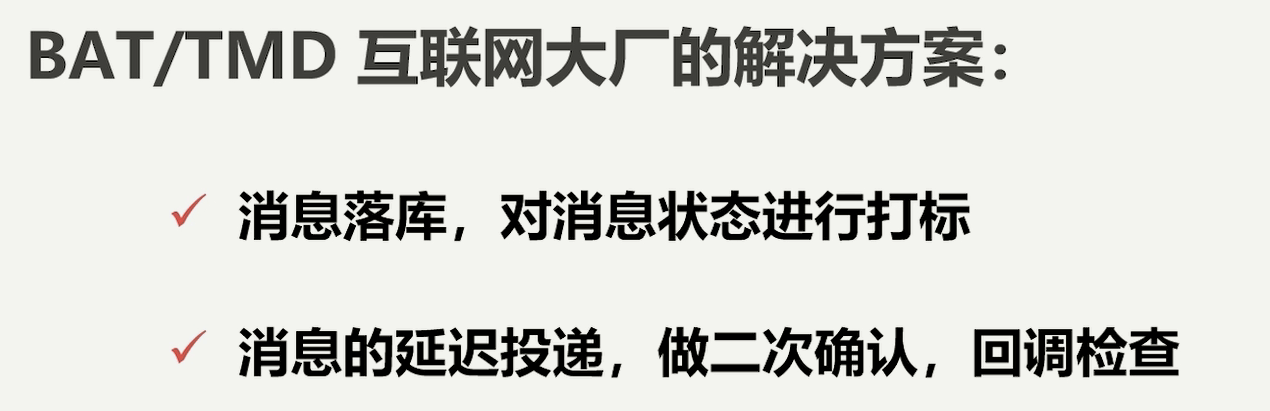 BAT/TMD 互联网大厂的解决方案：
消息落库，对消息状态进行打标
消息的延迟投递，做二次确认，回调检查